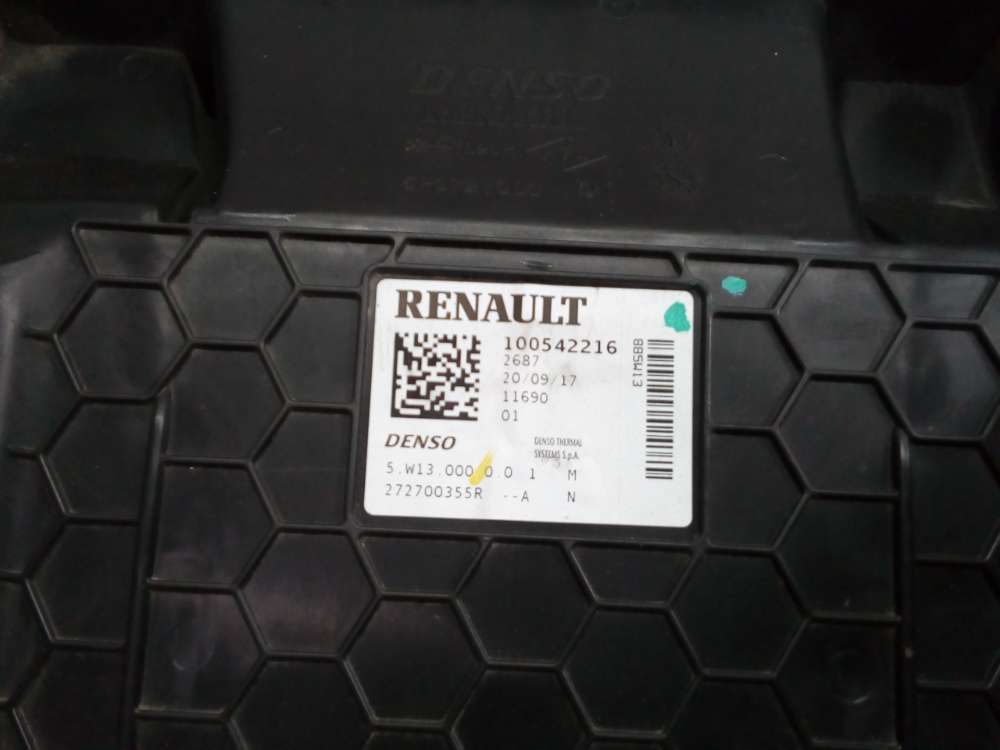 DENSO
RENAULT
100542216
2687
20/09/17
11690
01
885W13
DENSO
DENSO THERMAL
SYSTEMS S.p.A.
5.W13.000 0.0 1 M
272700355R --A N